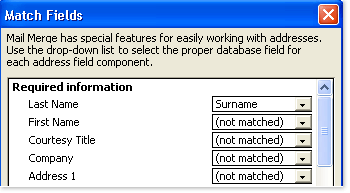 Match Fields
Mail Merge has special features for easily working with addresses.
Use the drop-down list to select the proper database field for
each address field component.
Required information
Last Name Surname
First Name (not matched)
Courtesy Title (not matched)
Company (not matched)
Address 1 (not matched)